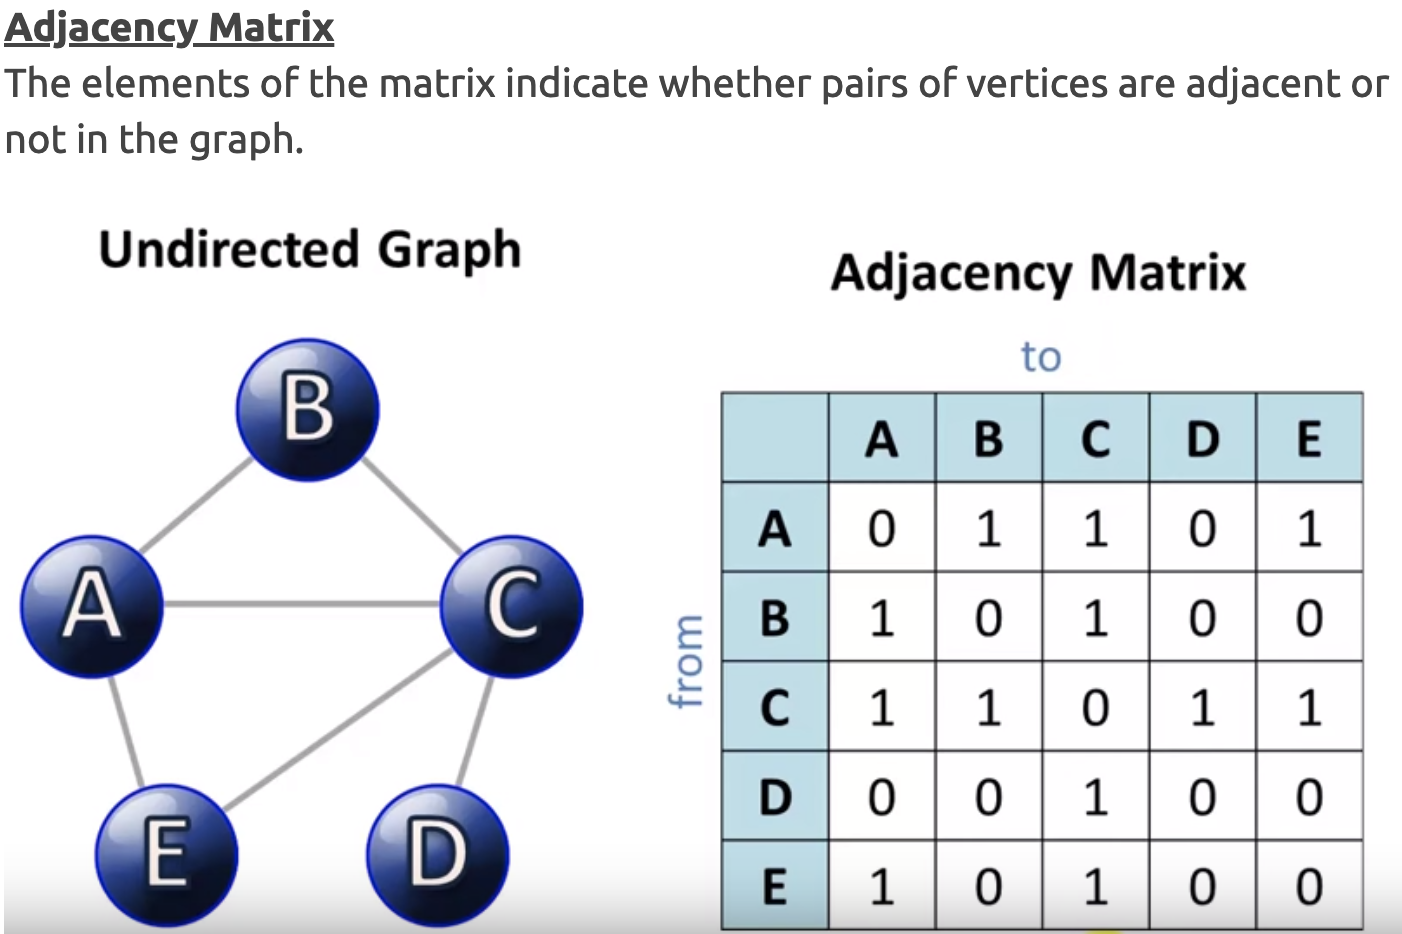 Adjacency Matrix
The elements of the matrix indicate whether pairs of vertices are adjacent or
not in the graph.
Undirected Graph
B
A
C
E
D
Adjacency Matrix
to
from
A B C D E
A 0 1 1 0 1
B 1 0 1 0 0
C 1 1 0 1 1
D 0 0 1 0 0
E 1 0 1 0 0